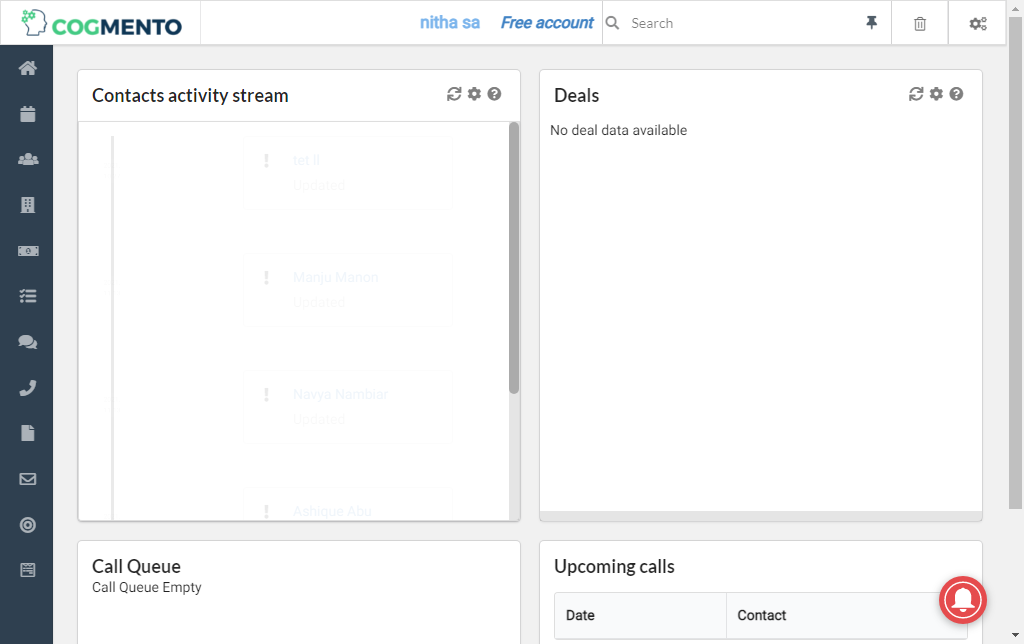 COGMENTO
nitha sa Free account Search
Contacts activity stream
tet ll
Updated
Manju Manon
Updated
Navya Nambiar
Updated
Ashique Abu
Deals
No deal data available
Call Queue
Call Queue Empty
Upcoming calls
Date Contact